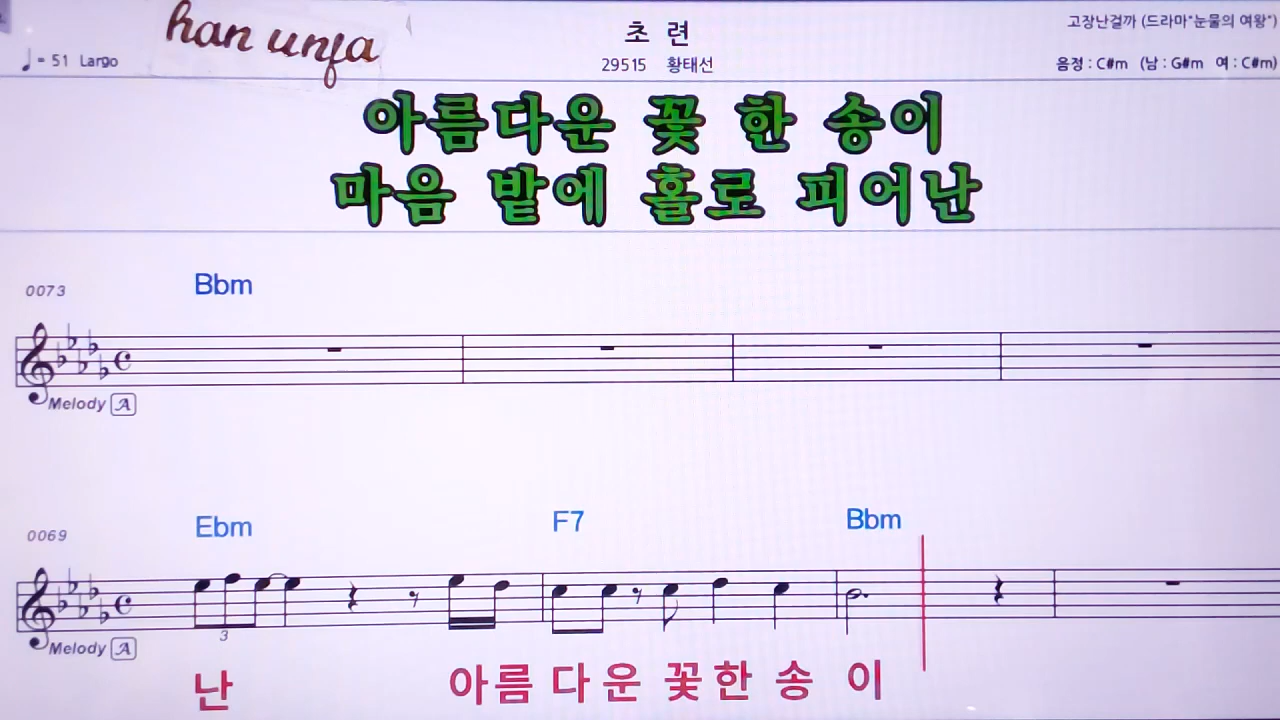 han unja
초 련
고장난걸까 (드라마"눈물의 여왕")
♩ = 51 Largo
29515 황태선
음정 : C#m (남 : G#m 여 : C#m)
아름다운 꽃 한 송이
마음 밭에 홀로 피어난
0073
Bbm
Melody A
0069
Ebm F7 Bbm
3
Melody A
난 아름 다 운 꽃 한 송 이